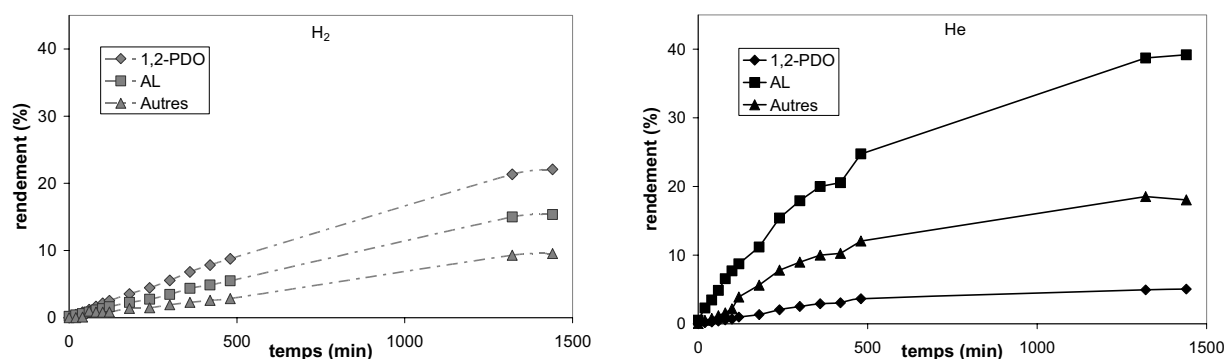 H₂
40
30
20
10
0
rendement (%)
1,2-PDO
AL
Autres
0
500
1000
1500
temps (min)
He
40
30
20
10
0
rendement (%)
1,2-PDO
AL
Autres
0
500
1000
1500
temps (min)